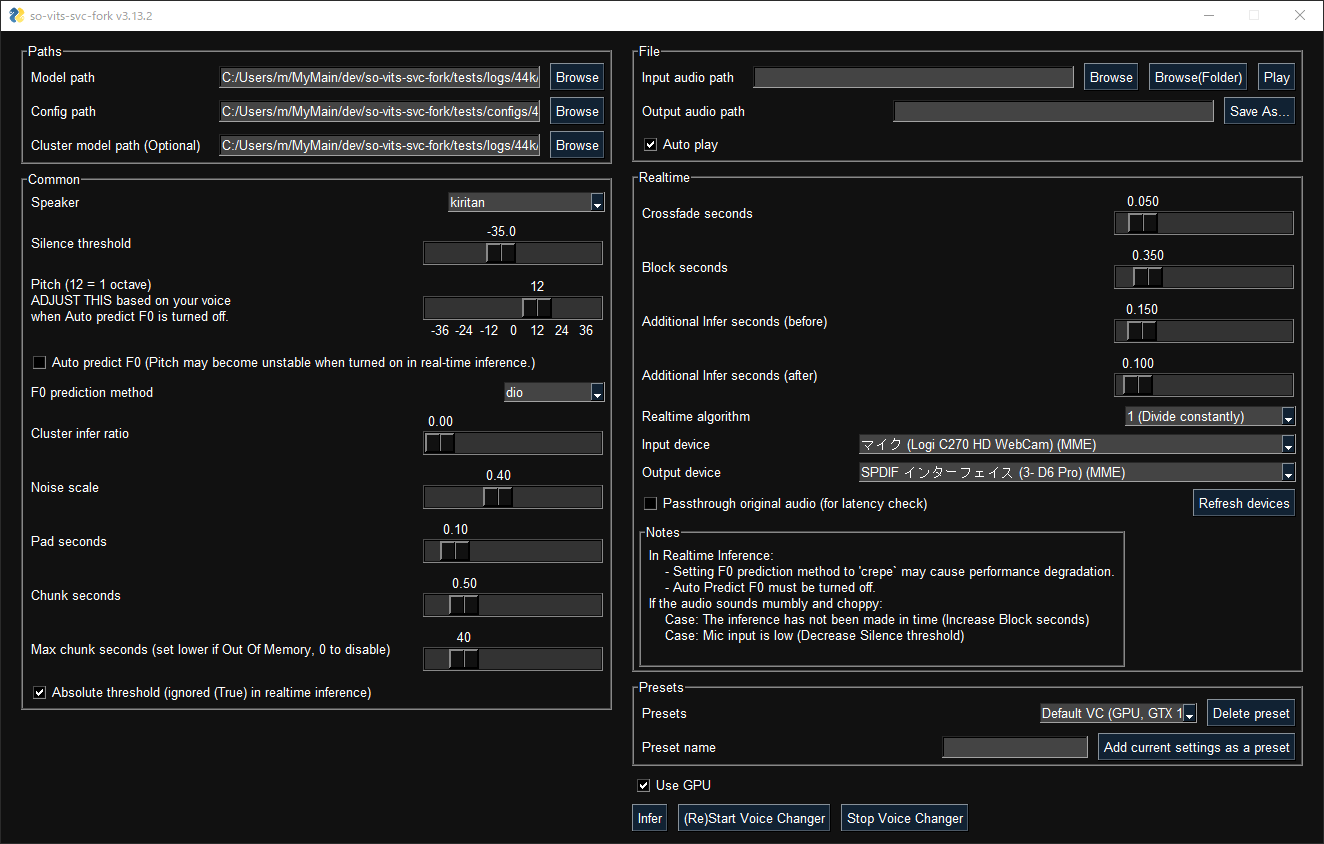 so-vits-svc-fork v3.13.2
Paths
Model path
C:/Users/m/MyMain/dev/so-vits-svc-fork/tests/logs/44k/
Browse
Config path
C:/Users/m/MyMain/dev/so-vits-svc-fork/tests/configs/4
Browse
Cluster model path (Optional)
C:/Users/m/MyMain/dev/so-vits-svc-fork/tests/logs/44k/
Browse
Common
Speaker
kiritan
Silence threshold
-35.0
Pitch (12 = 1 octave)
ADJUST THIS based on your voice
when Auto predict F0 is turned off.
12
-36 -24 -12 0 12 24 36
Auto predict F0 (Pitch may become unstable when turned on in real-time inference.)
F0 prediction method
dio
Cluster infer ratio
0.00
Noise scale
0.40
Pad seconds
0.10
Chunk seconds
0.50
Max chunk seconds (set lower if Out Of Memory, 0 to disable)
40
Absolute threshold (ignored (True) in realtime inference)
File
Input audio path
Browse
Browse(Folder)
Play
Output audio path
Save As...
Auto play
Realtime
Crossfade seconds
0.050
Block seconds
0.350
Additional Infer seconds (before)
0.150
Additional Infer seconds (after)
0.100
Realtime algorithm
1 (Divide constantly)
Input device
マイク (Logi C270 HD WebCam) (MME)
Output device
SPDIF インターフェイス (3- D6 Pro) (MME)
Passthrough original audio (for latency check)
Refresh devices
Notes
In Realtime Inference:
- Setting F0 prediction method to 'crepe` may cause performance degradation.
- Auto Predict F0 must be turned off.
If the audio sounds mumbly and choppy:
Case: The inference has not been made in time (Increase Block seconds)
Case: Mic input is low (Decrease Silence threshold)
Presets
Presets
Default VC (GPU, GTX 1
Delete preset
Preset name
Add current settings as a preset
Use GPU
Infer
(Re)Start Voice Changer
Stop Voice Changer